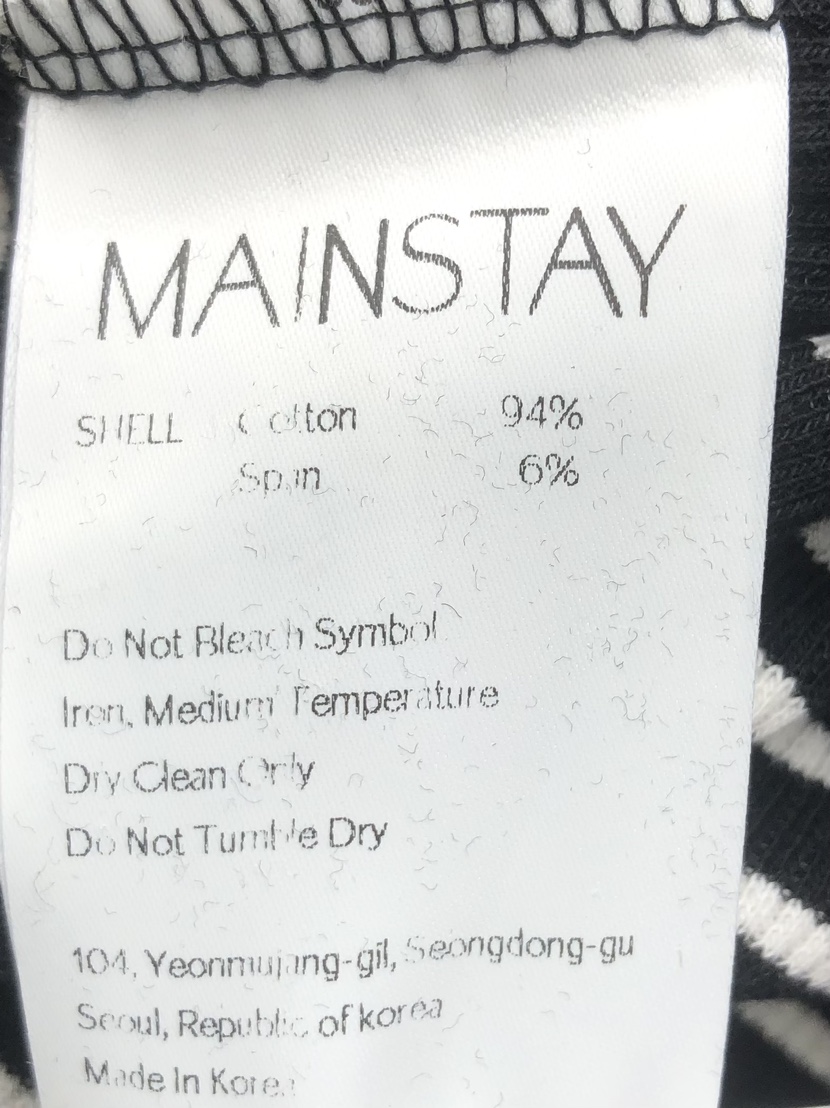 MAINSTAY
SHELL Cotton 94%
Span 6%
Do Not Bleach Symbol
Iron, Medium Temperature
Dry Clean Only
Do Not Tumble Dry
104, Yeonmujang-gil, Seongdong-gu
Seoul, Republic of korea
Made In Korea